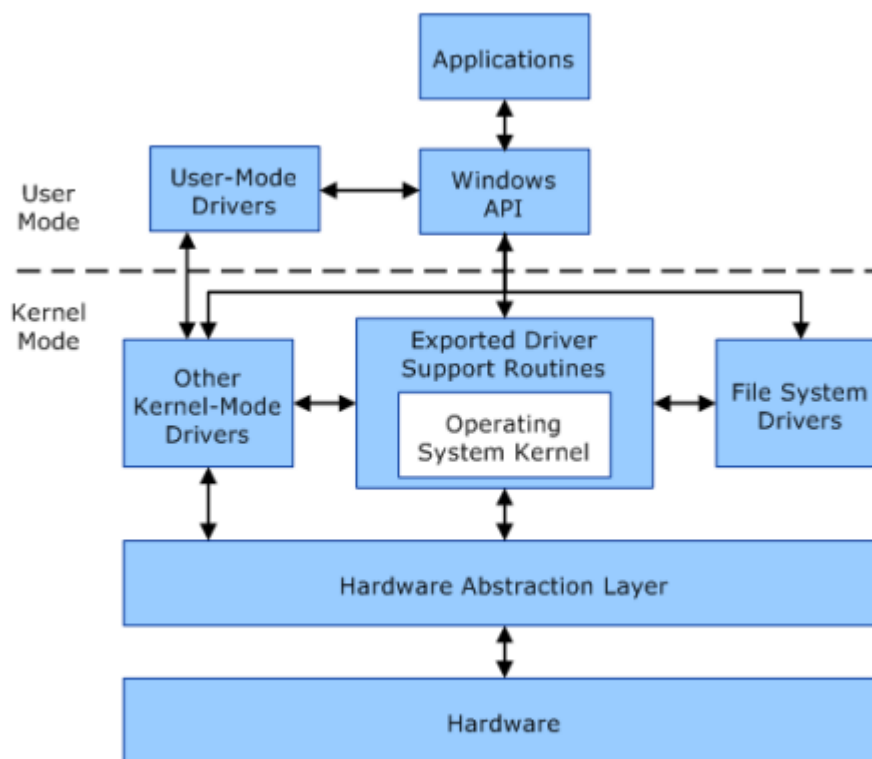 Applications
User-Mode
Drivers
Windows
API
User
Mode
Kernel
Mode
Exported Driver
Support Routines
Other
Kernel-Mode
Drivers
Operating
System Kernel
File System
Drivers
Hardware Abstraction Layer
Hardware